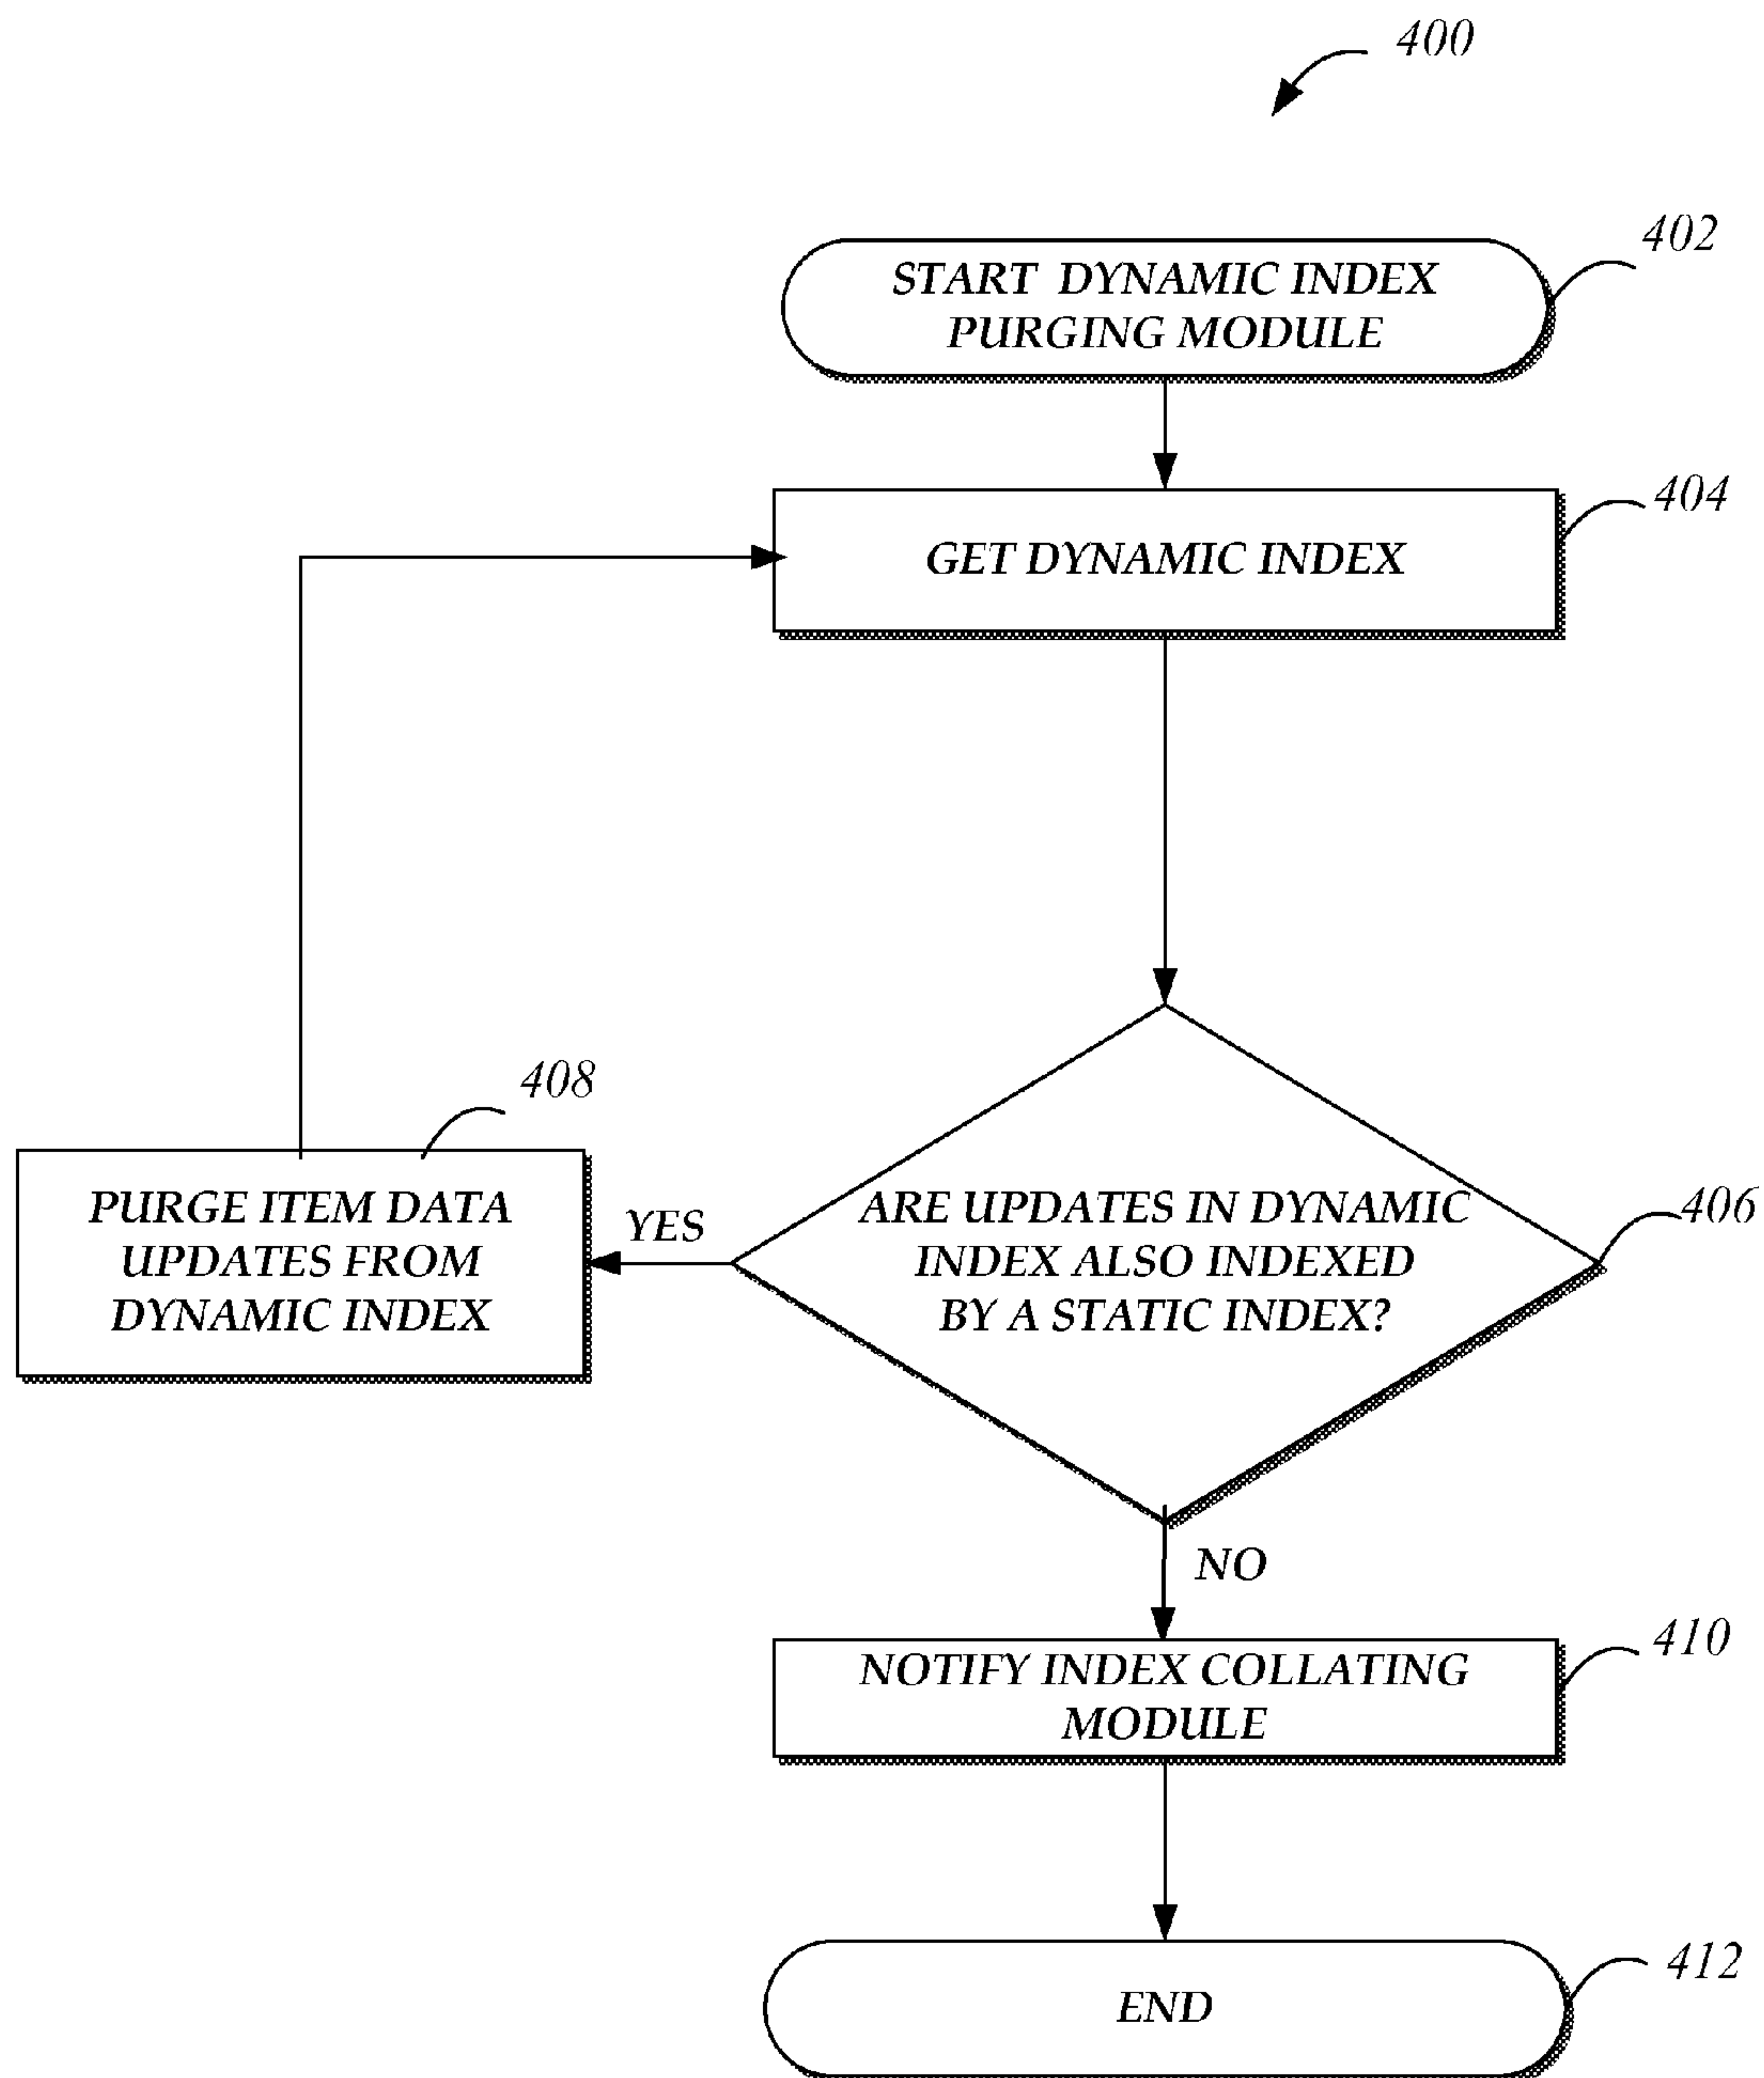 400
402
START DYNAMIC INDEX
PURGING MODULE
404
GET DYNAMIC INDEX
408
PURGE ITEM DATA
UPDATES FROM
DYNAMIC INDEX
YES
406
ARE UPDATES IN DYNAMIC
INDEX ALSO INDEXED
BY A STATIC INDEX?
NO
410
NOTIFY INDEX COLLATING
MODULE
412
END